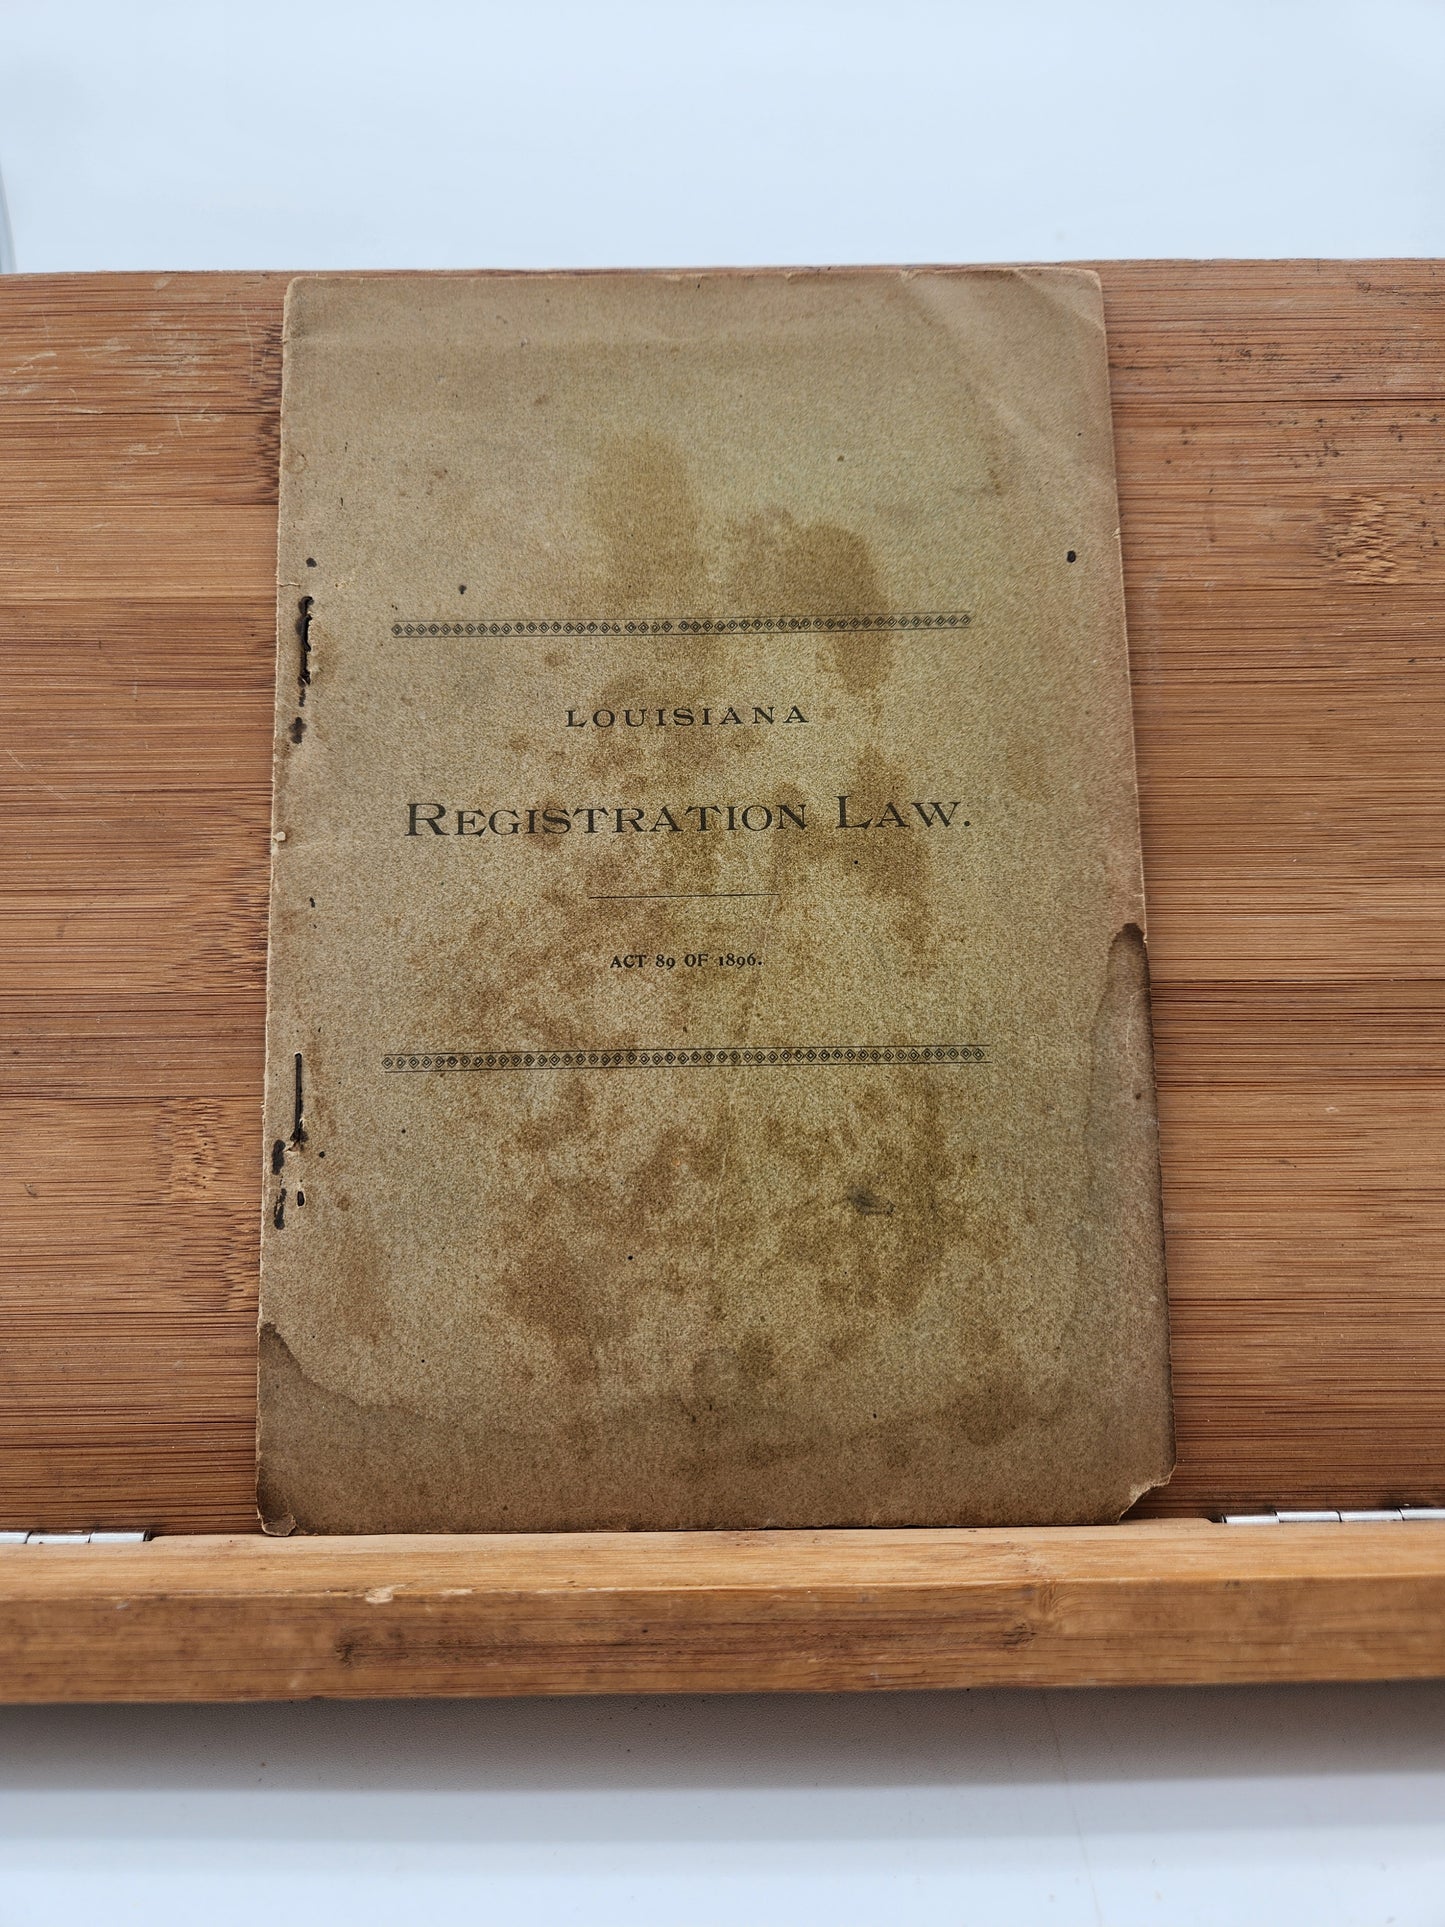 LOUISIANA
REGISTRATION LAW.
ACT 89 OF 1896.